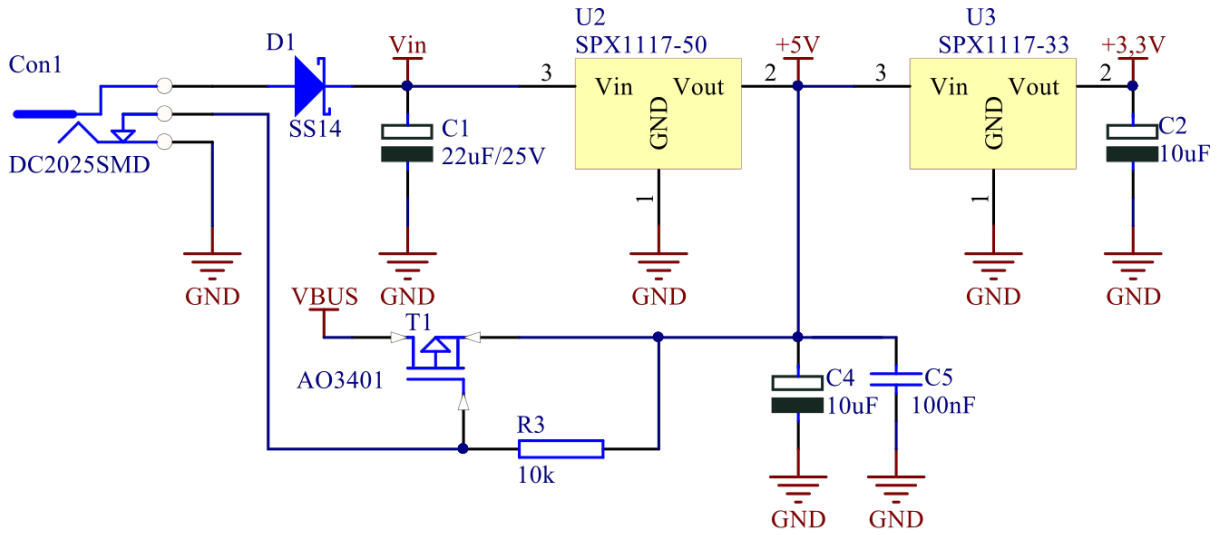 Con1
DC2025SMD
GND
D1
SS14
Vin
C1
22uF/25V
GND
U2
SPX1117-50
3
Vin
Vout
GND
2
1
GND
+5V
U3
SPX1117-33
3
Vin
Vout
GND
2
1
GND
+3,3V
C2
10uF
GND
VBUS
T1
AO3401
R3
10k
C4
10uF
GND
C5
100nF
GND